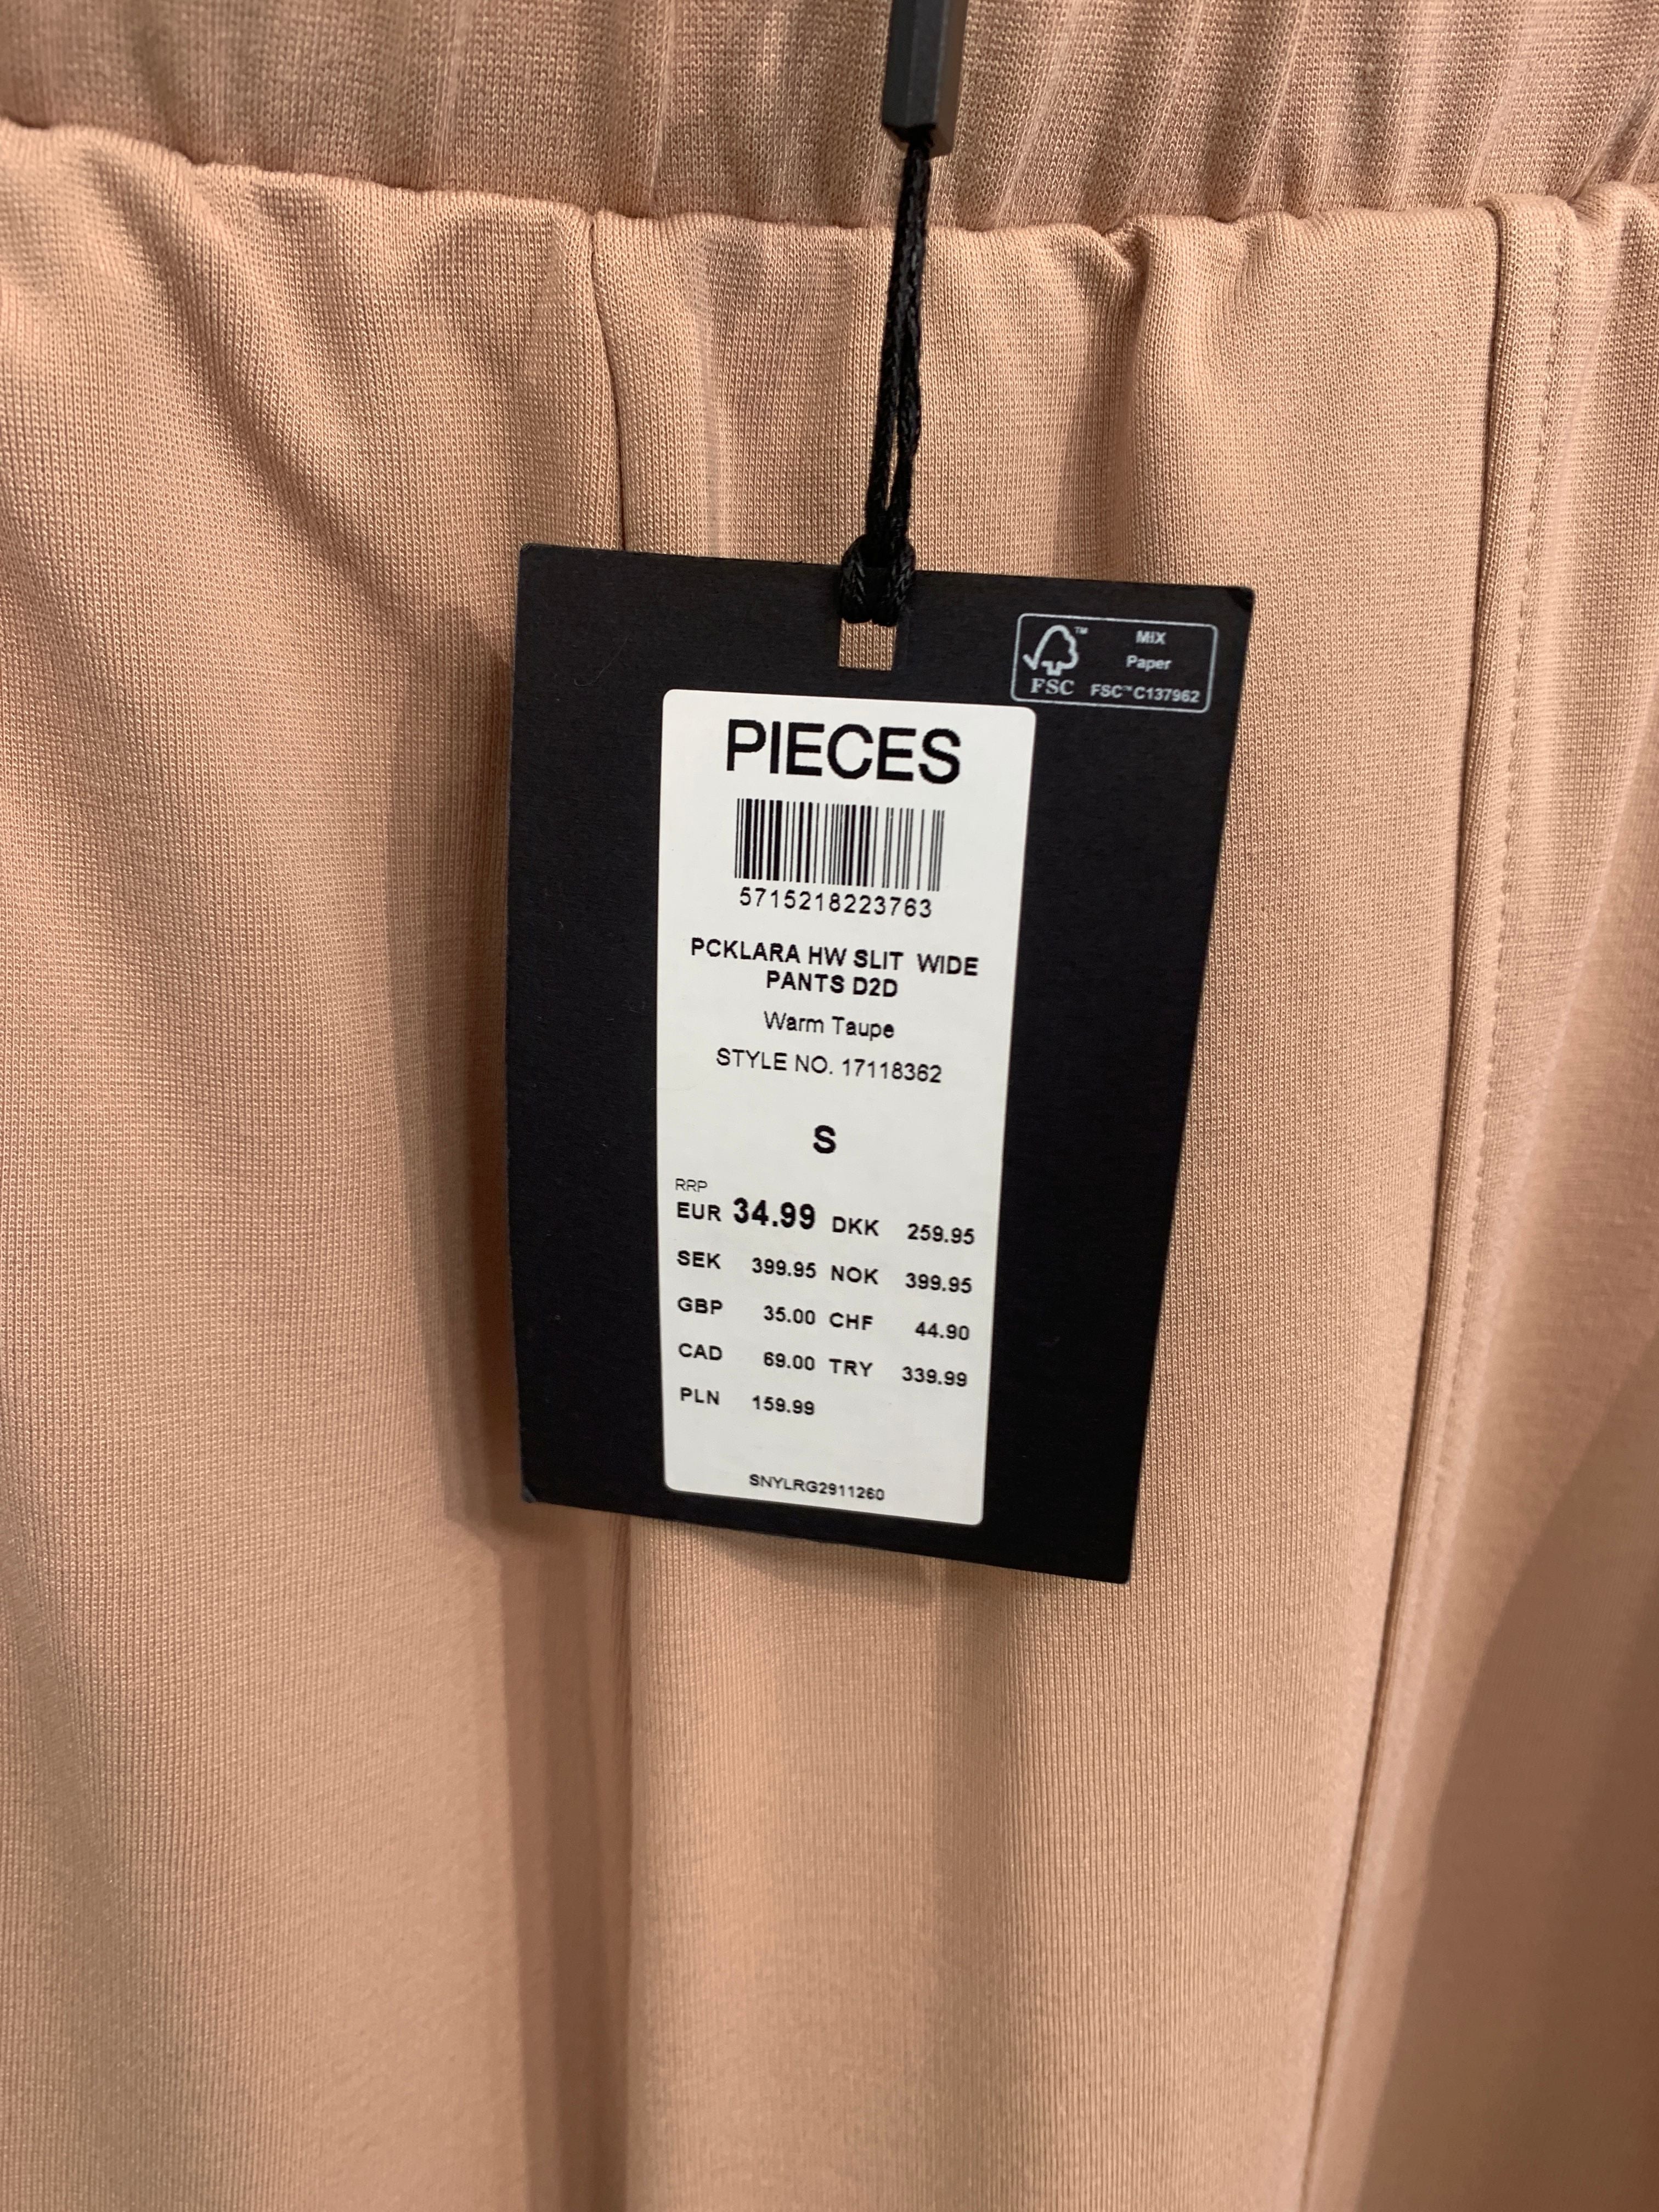 MIX
Paper
FSC™ C137962
FSC
PIECES
5715218223763
PCKLARA HW SLIT WIDE
PANTS D2D
Warm Taupe
STYLE NO. 17118362
S
RRP
EUR 34.99 DKK 259.95
SEK 399.95 NOK 399.95
GBP 35.00 CHF 44.90
CAD 69.00 TRY 339.99
PLN 159.99
SNYLRG2911260